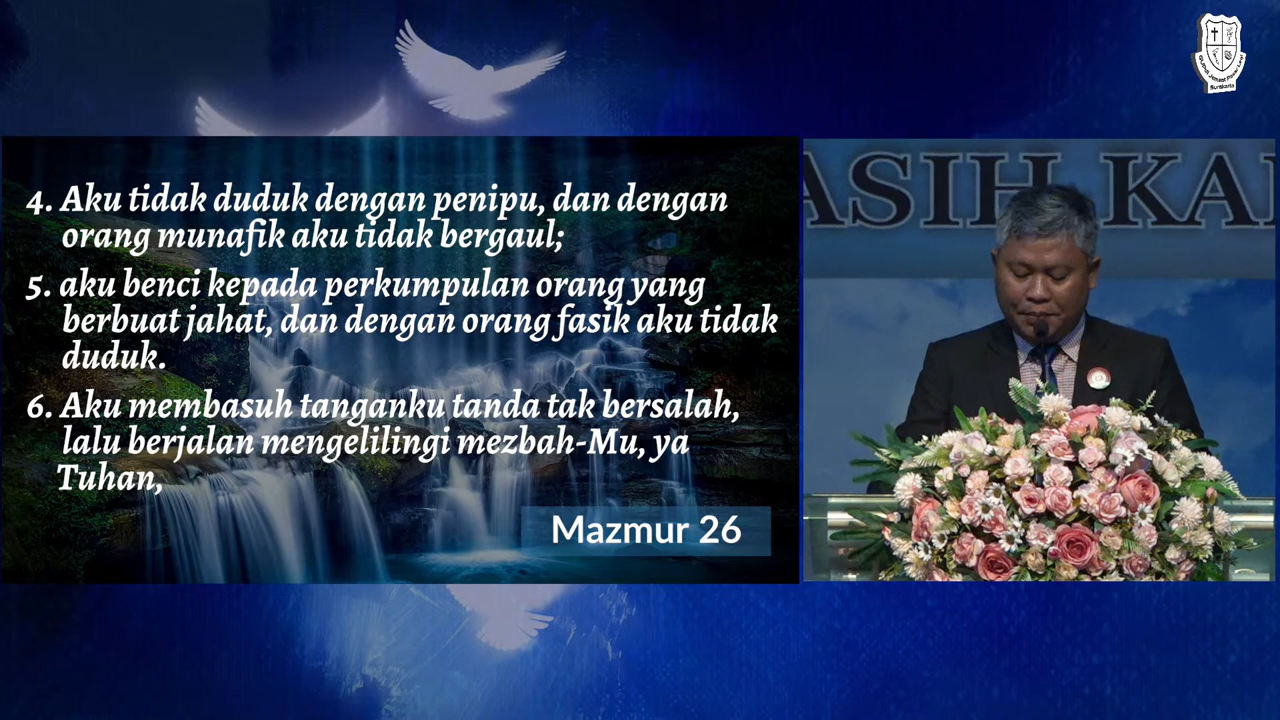 4. Aku tidak duduk dengan penipu, dan dengan
orang munafik aku tidak bergaul;
5. aku benci kepada perkumpulan orang yang
berbuat jahat, dan dengan orang fasik aku tidak
duduk.
6. Aku membasuh tanganku tanda tak bersalah,
lalu berjalan mengelilingi mezbah-Mu, ya
Tuhan,
Mazmur 26
ASIH KA
Surakarta